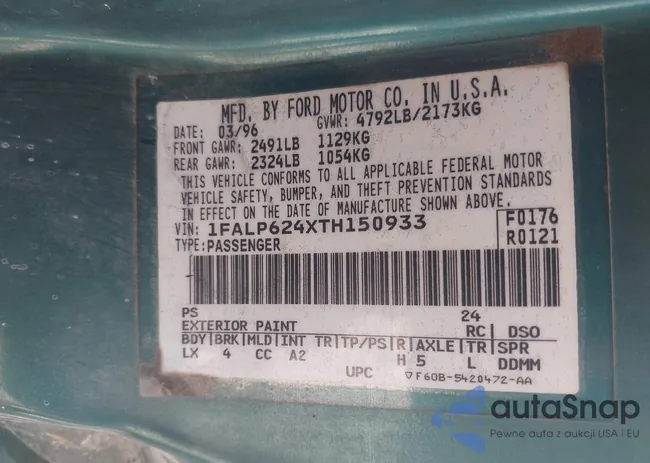 MFD. BY FORD MOTOR CO. IN U.S.A.
DATE: 03/96 GVWR: 4792LB/2173KG
FRONT GAWR: 2491LB 1129KG
REAR GAWR: 2324LB 1054KG
THIS VEHICLE CONFORMS TO ALL APPLICABLE FEDERAL MOTOR
VEHICLE SAFETY, BUMPER, AND THEFT PREVENTION STANDARDS
IN EFFECT ON THE DATE OF MANUFACTURE SHOWN ABOVE.
VIN: 1FALP624XTH150933 F0176
TYPE: PASSENGER R0121
PS 24
EXTERIOR PAINT RC DSO
BDY BRK MLD INT TR TP/PS R AXLE TR SPR
LX 4 CC A2 H 5 L DDMM
UPC ▽F60B-5420472-AA
autaSnap
Pewne auta z aukcji USA i EU